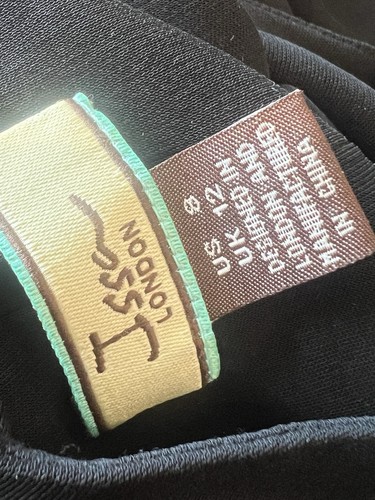 Issa
LONDON
US 8
UK 12
DESIGNED IN
LONDON AND
MANUFACTURED
IN CHINA